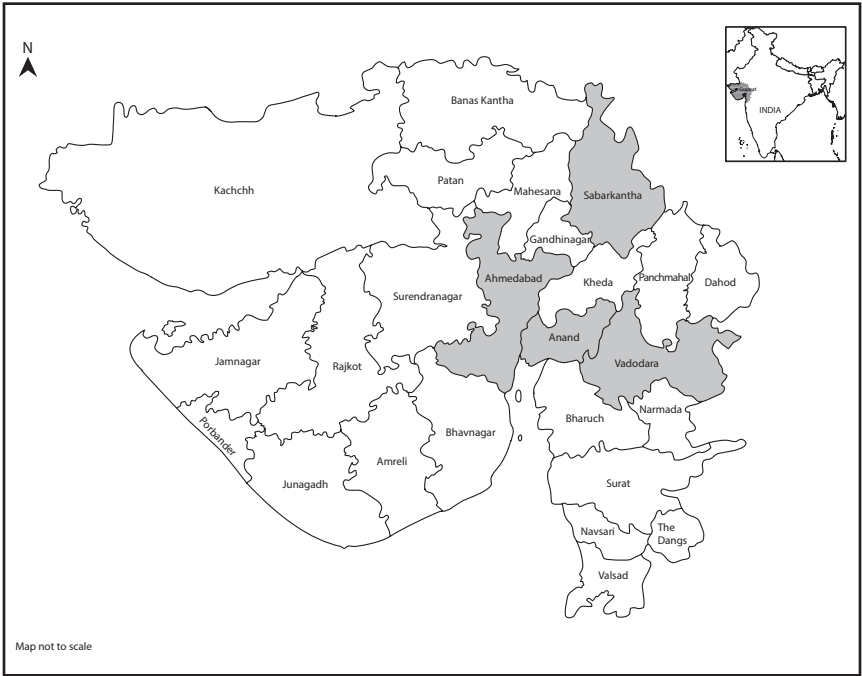 N
Banas Kantha
Gujarat
INDIA
Kachchh
Patan
Mahesana
Sabarkantha
Gandhinagar
Ahmedabad
Kheda
Panchmahal
Dahod
Surendranagar
Anand
Vadodara
Jamnagar
Rajkot
Porbander
Bharuch
Narmada
Bhavnagar
Amreli
Junagadh
Surat
Navsari
The
Dangs
Valsad
Map not to scale